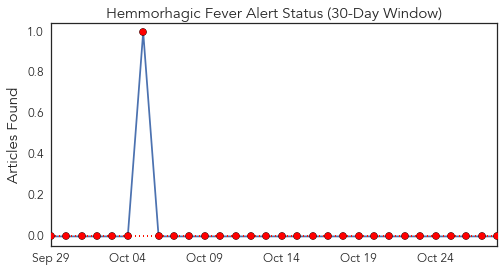 Hemmorhagic Fever Alert Status (30-Day Window)
Articles Found
1.0
0.8
0.6
0.4
0.2
0.0
Sep 29 Oct 04 Oct 09 Oct 14 Oct 19 Oct 24